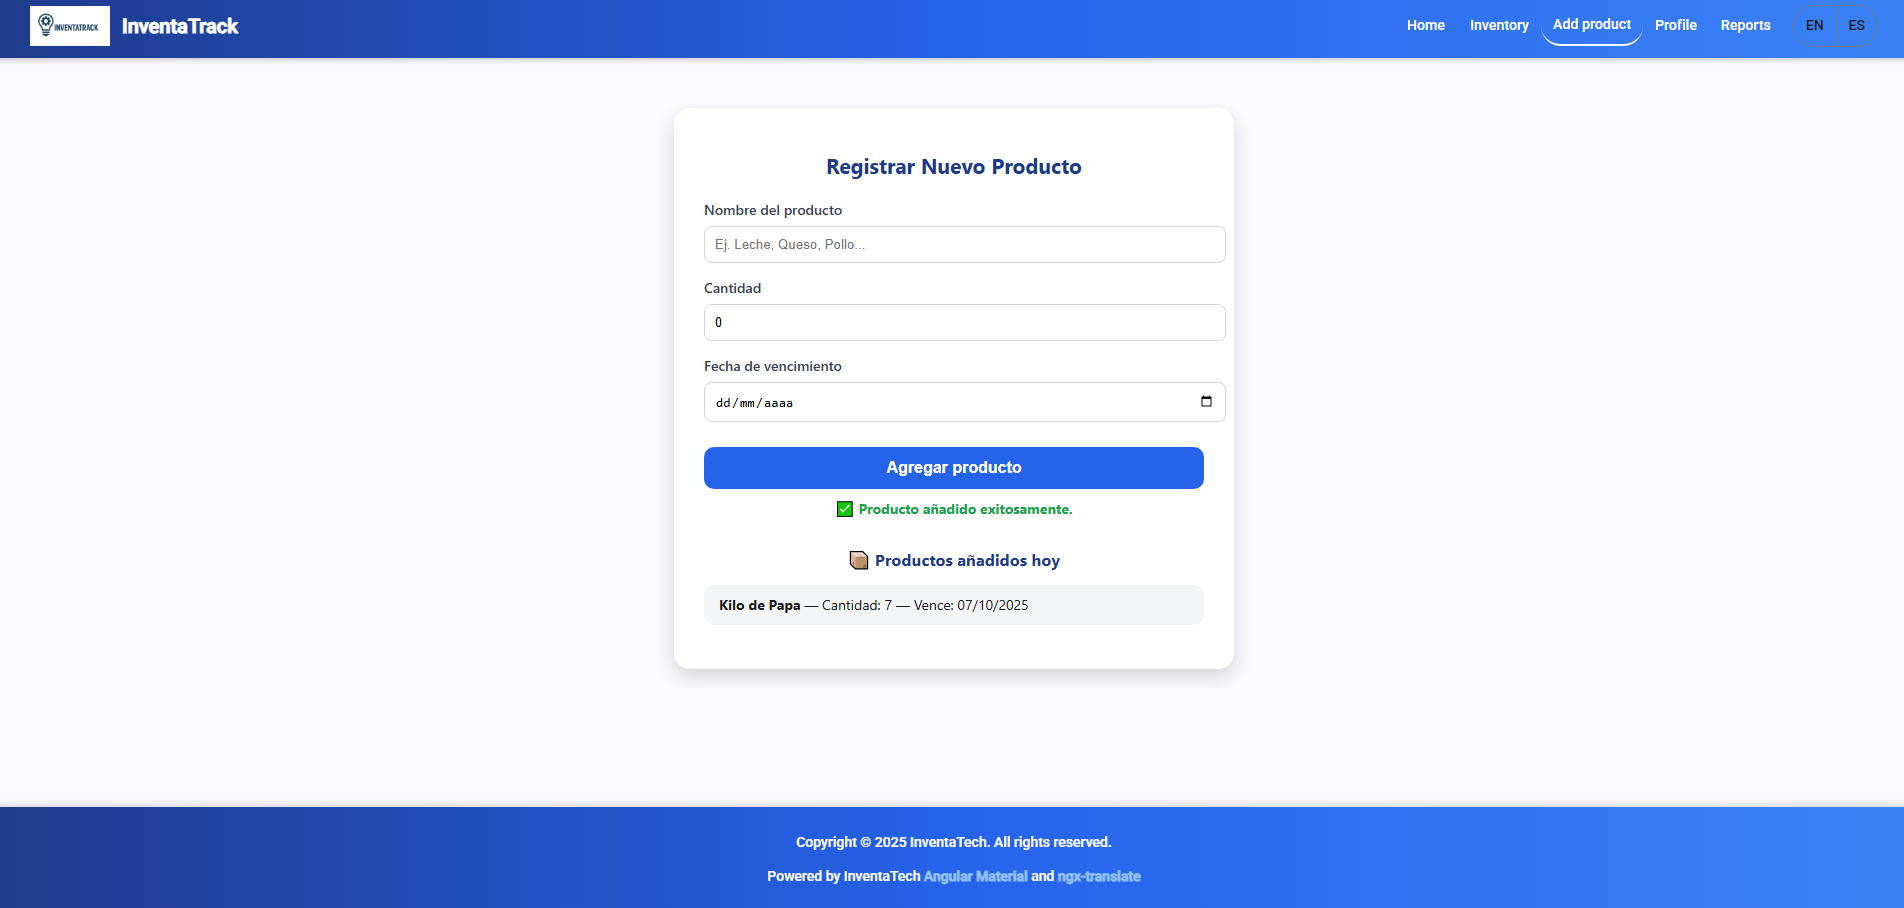 INVENTATRACK InventaTrack Home Inventory Add product Profile Reports EN ES
Registrar Nuevo Producto
Nombre del producto
Ej. Leche, Queso, Pollo...
Cantidad
0
Fecha de vencimiento
dd/mm/aaaa
Agregar producto
✅ Producto añadido exitosamente.
📦 Productos añadidos hoy
Kilo de Papa — Cantidad: 7 — Vence: 07/10/2025
Copyright © 2025 InventaTech. All rights reserved.
Powered by InventaTech Angular Material and ngx-translate